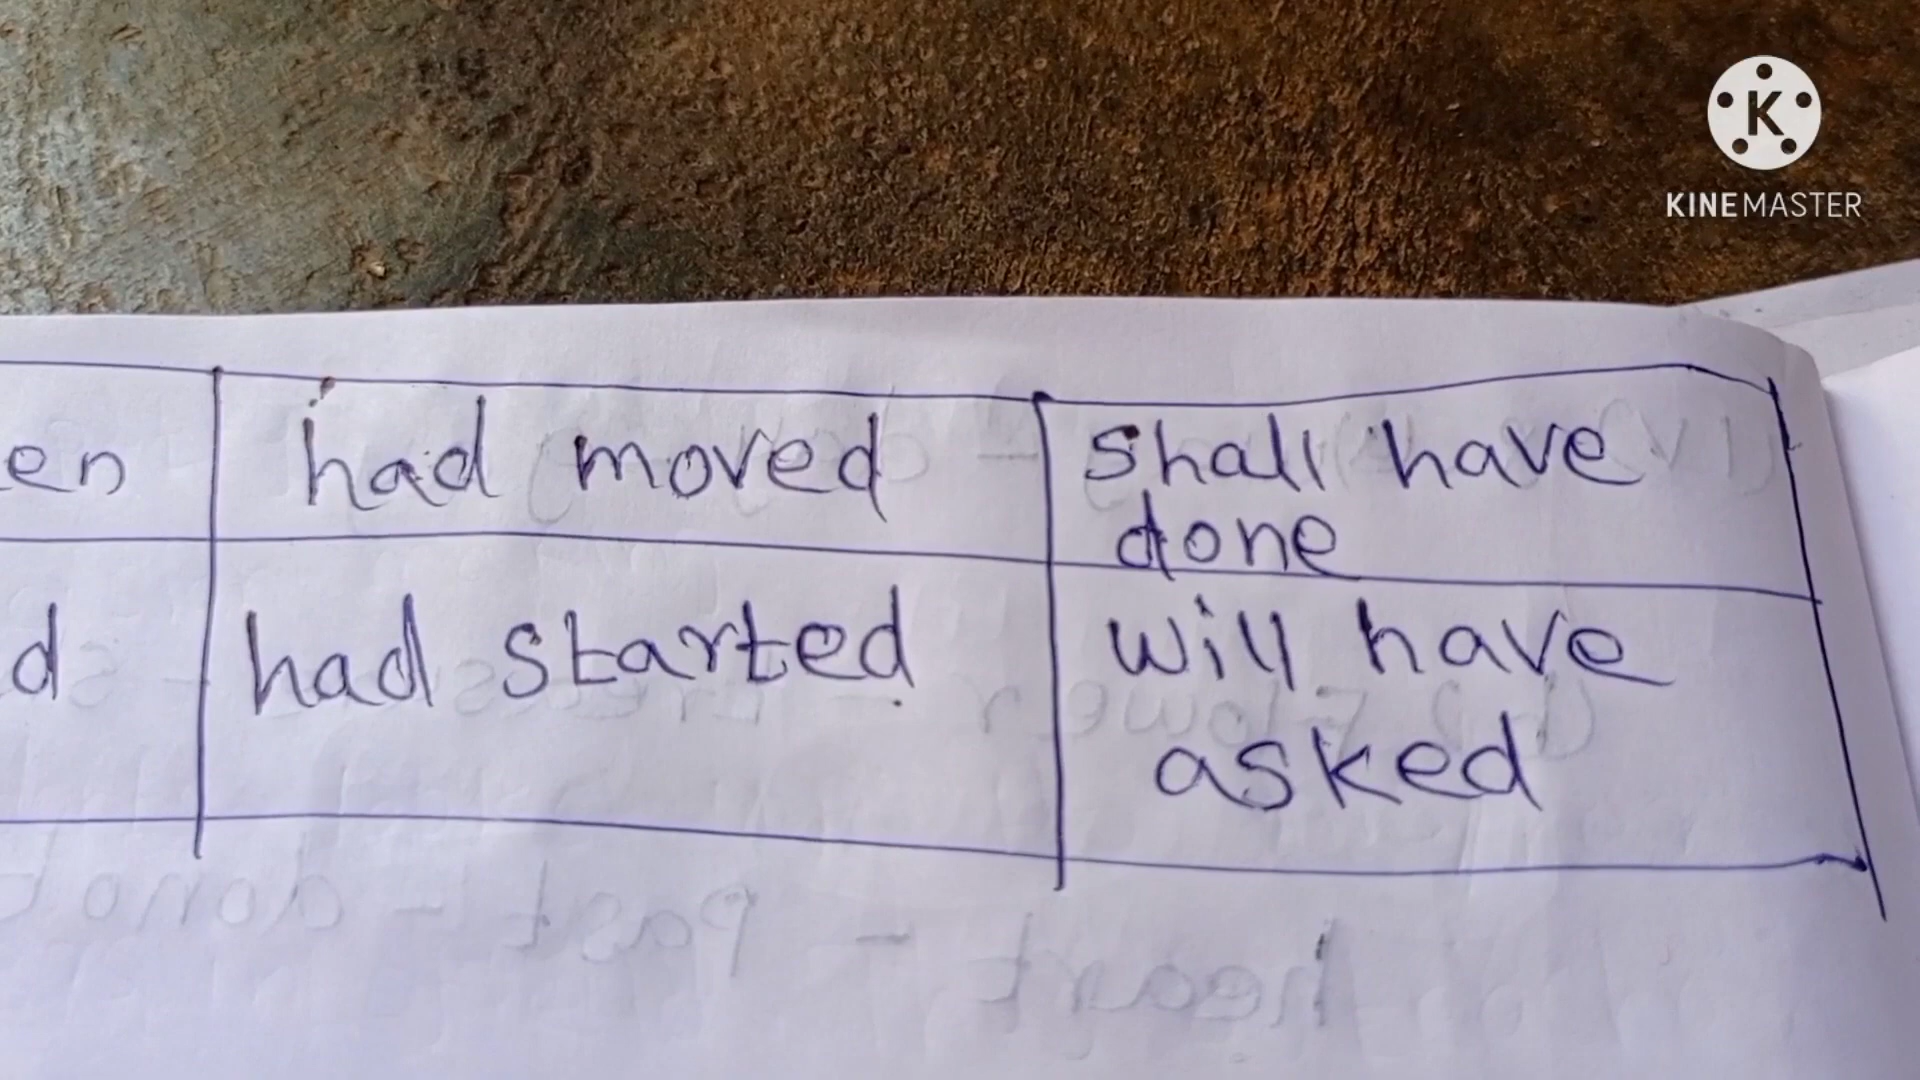 K
KINEMASTER
en had moved shall have
done
d had started will have
asked